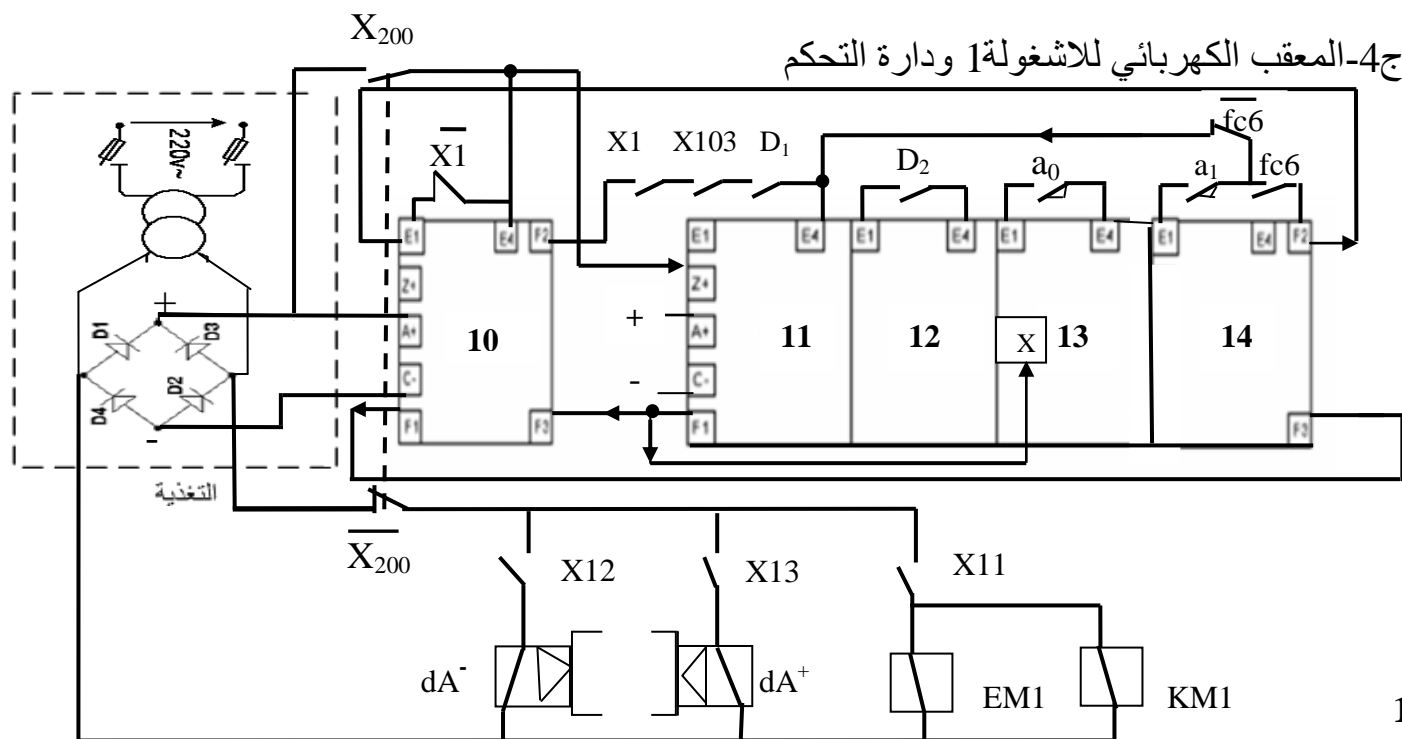 X200
ج4-المعقب الكهربائي للاشغولة1 ودارة التحكم
220v~
X1
X1 X103 D1
D2
a0
fc6
a1 fc6
E1 E4 F2
Z+
A+
C-
F1 F3
10
E1 E4
Z+
A+
C-
F1
+
-
11
E1 E4
12
E1 E4
X
13
E1 E4 F2
F3
14
+
D1 D3
D4 D2
-
التغذية
X200
X12 X13 X11
dA- dA+ EM1 KM1
1